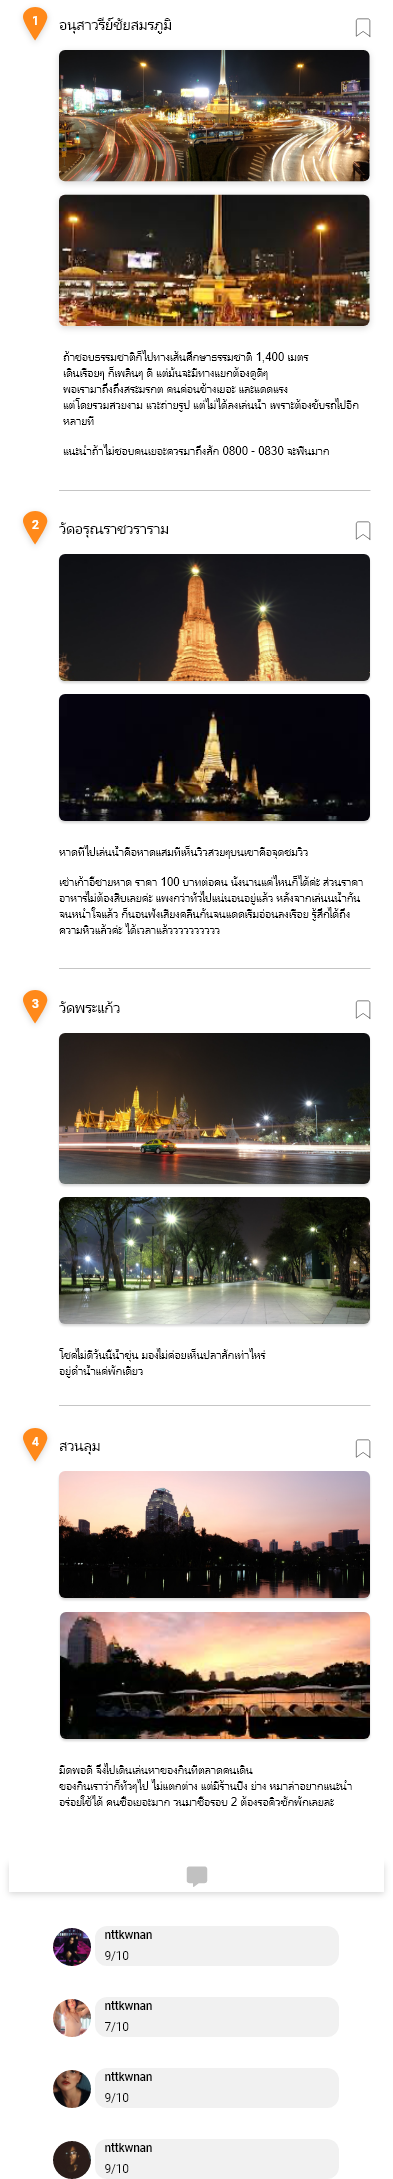 1
อนุสาวรีย์ชัยสมรภูมิ
ถ้าชอบธรรมชาติก็ไปทางเส้นศึกษาธรรมชาติ 1,400 เมตร
เดินเรื่อยๆ ก็เพลินๆ ดี แต่มันจะมีทางแยกต้องดูดีๆ
พอเรามาถึงถึงสระมรกต คนค่อนข้างเยอะ และแดดแรง
แต่โดยรวมสวยงาม แวะถ่ายรูป แต่ไม่ได้ลงเล่นน้ำ เพราะต้องขับรถไปอีก
หลายที่
แนะนำถ้าไม่ชอบคนเยอะควรมาถึงสัก 0800 - 0830 จะฟินมาก
2
วัดอรุณราชวราราม
หาดที่ไปเล่นน้ำคือหาดแสมที่เห็นวิวสวยๆบนเขาคือจุดชมวิว
เช่าเก้าอี้ชายหาด ราคา 100 บาทต่อคน นั่งนานแค่ไหนก็ได้ค่ะ ส่วนราคา
อาหารไม่ต้องสืบเลยค่ะ แพงกว่าทั่วไปแน่นอนอยู่แล้ว หลังจากเล่นนน้ำกัน
จนหนำใจแล้ว ก็นอนฟังเสียงคลื่นกันจนแดดเริ่มอ่อนลงเรื่อย รู้สึกได้ถึง
ความหิวแล้วค่ะ ได้เวลาแล้วววววววววว
3
วัดพระแก้ว
โชคไม่ดีวันนี้น้ำขุ่น มองไม่ค่อยเห็นปลาสักเท่าไหร่
อยู่ดำน้ำแค่พักเดียว
4
สวนลุม
มืดพอดี จึงไปเดินเล่นหาของกินที่ตลาดคนเดิน
ของกินเราว่าก็ทั่วๆไป ไม่แตกต่าง แต่มีร้านปิ้ง ย่าง หมาล่าอยากแนะนำ
อร่อยใช้ได้ คนซื้อเยอะมาก วนมาซื้อรอบ 2 ต้องรอคิวซักพักเลยละ
nttkwnan
9/10
nttkwnan
7/10
nttkwnan
9/10
nttkwnan
9/10